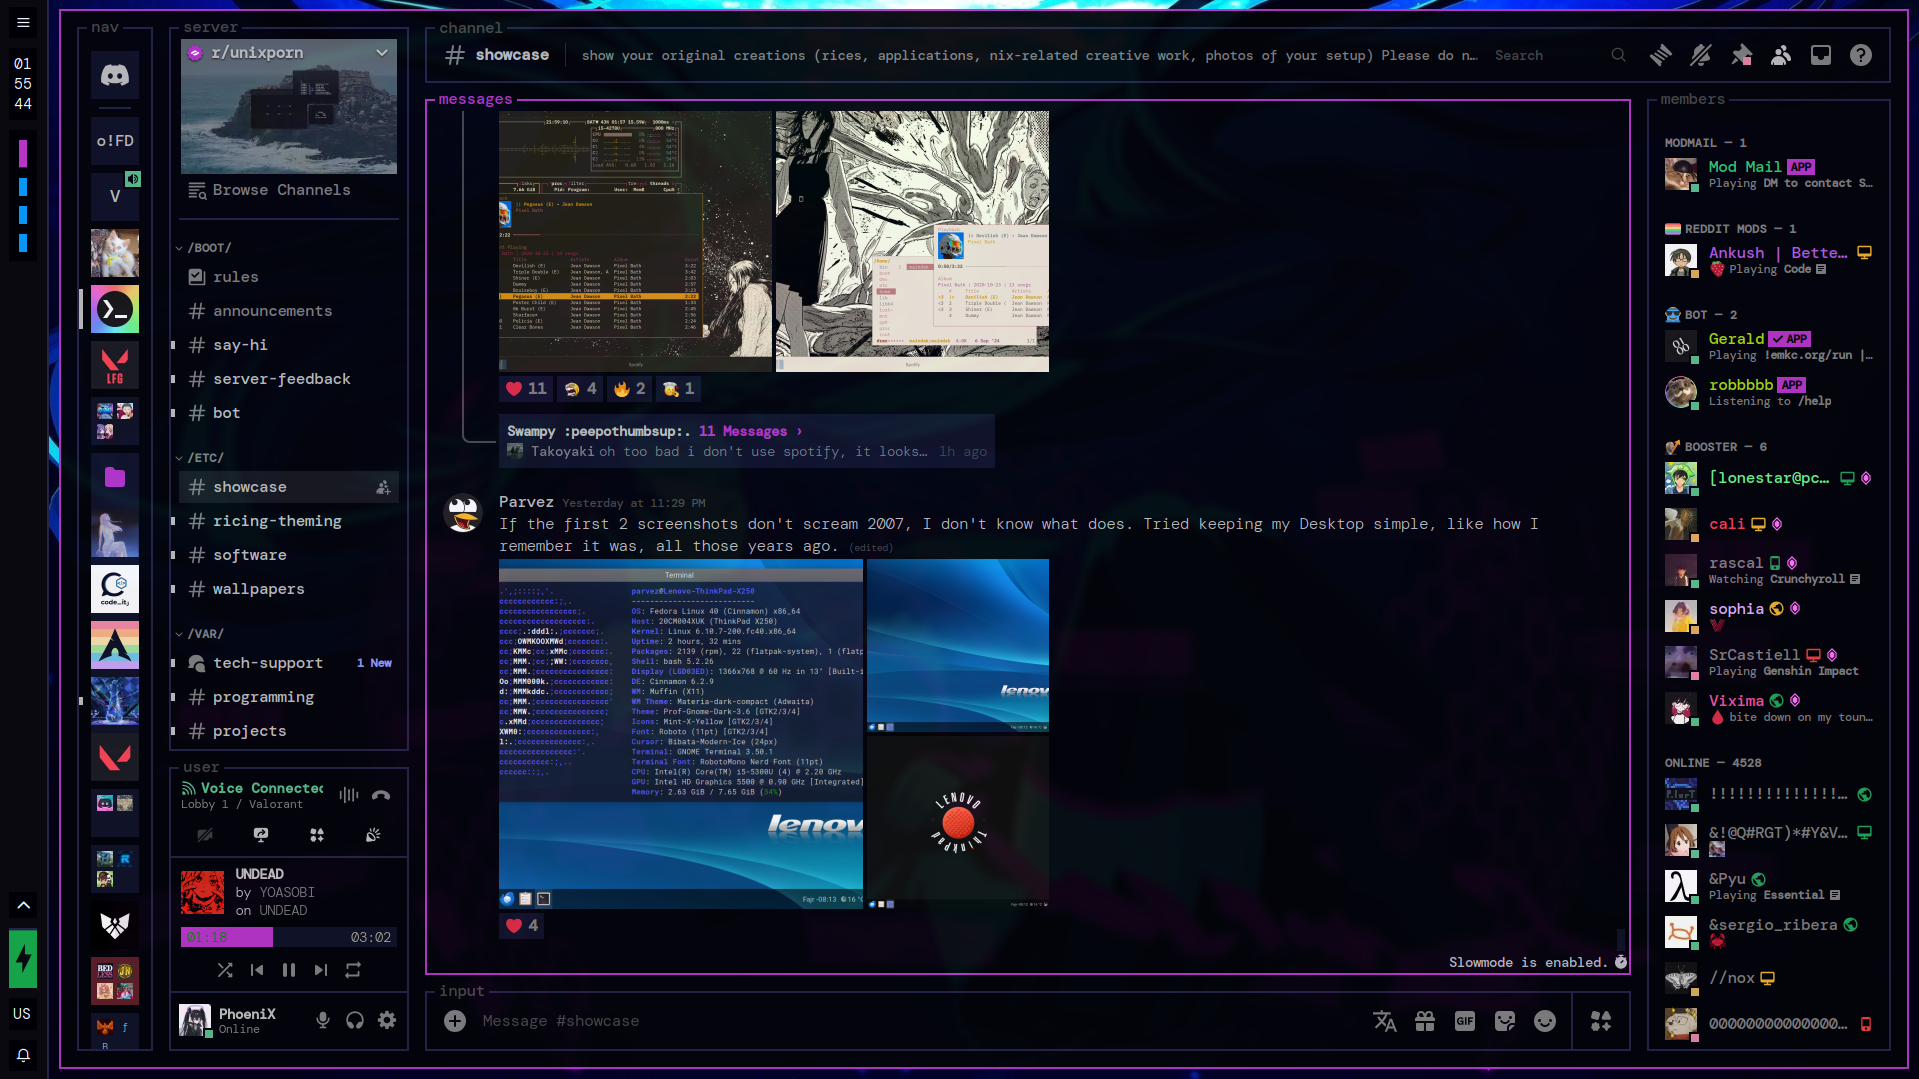 01
55
44
US
nav
o!FD
V
LFG
code_it;
BED
LESS
f
B
server
r/unixporn
Browse Channels
/BOOT/
rules
announcements
say-hi
server-feedback
bot
/ETC/
showcase
ricing-theming
software
wallpapers
/VAR/
tech-support 1 New
programming
projects
user
Voice Connected
Lobby 1 / Valorant
UNDEAD
by YOASOBI
on UNDEAD
01:18 03:02
PhoeniX
Online
channel
showcase show your original creations (rices, applications, nix-related creative work, photos of your setup) Please do n… Search
messages
11 4 2 1
Swampy :peepothumbsup:. 11 Messages ›
Takoyaki oh too bad i don't use spotify, it looks… 1h ago
Parvez Yesterday at 11:29 PM
If the first 2 screenshots don't scream 2007, I don't know what does. Tried keeping my Desktop simple, like how I
remember it was, all those years ago. (edited)
Terminal
parvez@Lenovo-ThinkPad-X250
OS: Fedora Linux 40 (Cinnamon) x86_64
Host: 20CM004XUK (ThinkPad X250)
Kernel: Linux 6.10.7-200.fc40.x86_64
Uptime: 2 hours, 32 mins
Packages: 2139 (rpm), 22 (flatpak-system), 1 (flatp
Shell: bash 5.2.26
Display (LGD03ED): 1366x768 @ 60 Hz in 13" [Built-i
DE: Cinnamon 6.2.9
WM: Muffin (X11)
WM Theme: Materia-dark-compact (Adwaita)
Theme: Prof-Gnome-Dark-3.6 [GTK2/3/4]
Icons: Mint-X-Yellow [GTK2/3/4]
Font: Roboto (11pt) [GTK2/3/4]
Cursor: Bibata-Modern-Ice (24px)
Terminal: GNOME Terminal 3.50.1
Terminal Font: RobotoMono Nerd Font (11pt)
CPU: Intel(R) Core(TM) i5-5300U (4) @ 2.20 GHz
GPU: Intel HD Graphics 5500 @ 0.90 GHz [Integrated]
Memory: 2.63 GiB / 7.65 GiB (34%)
lenov
Fajr -08:13 16 °C
lenov
LENOVO
ThinkPad
4
Slowmode is enabled.
input
Message #showcase
GIF
members
MODMAIL — 1
Mod Mail APP
Playing DM to contact S…
REDDIT MODS — 1
Ankush | Bette…
Playing Code
BOT — 2
Gerald APP
Playing !emkc.org/run |…
robbbbb APP
Listening to /help
BOOSTER — 6
[lonestar@pc…
cali
rascal
Watching Crunchyroll
sophia
SrCastiell
Playing Genshin Impact
Vixima
bite down on my toun…
ONLINE — 4528
!!!!!!!!!!!!!!…
&!@Q#RGT)*#Y&V…
&Pyu
Playing Essential
&sergio_ribera
//nox
00000000000000…